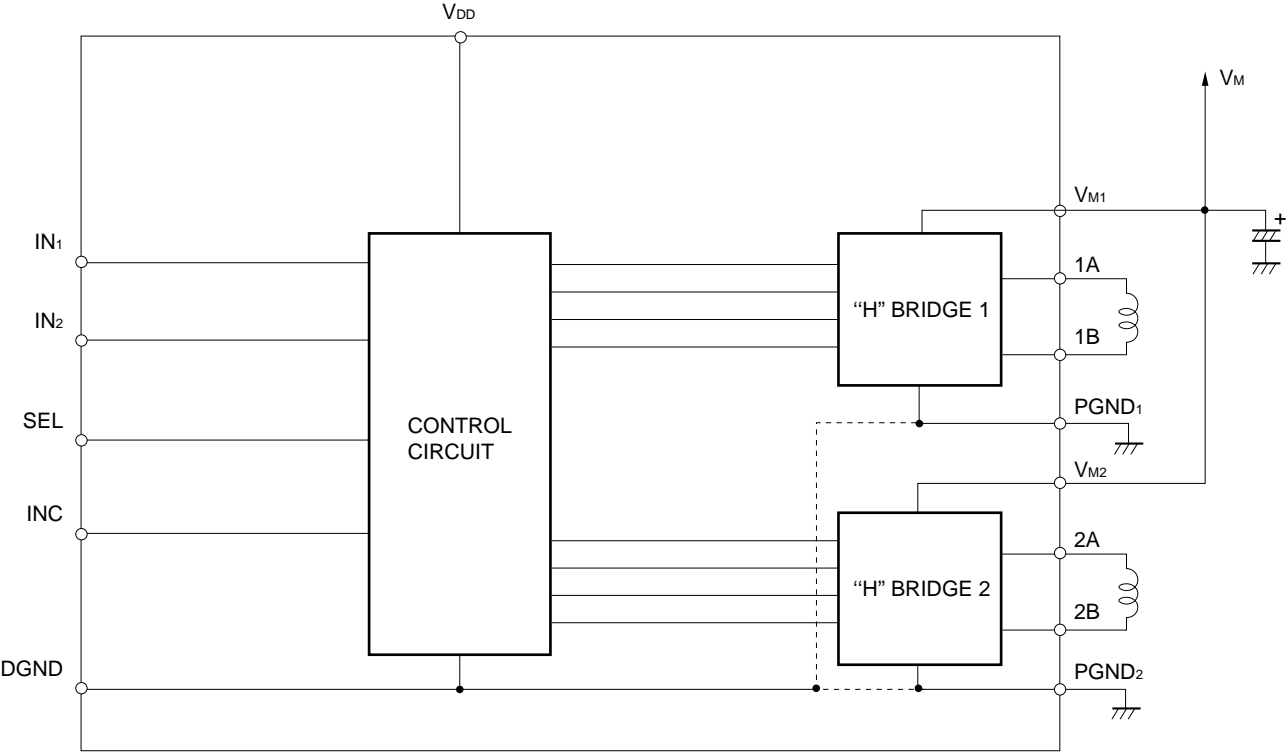 VDD
VM
VM1
+
IN1
1A
"H" BRIDGE 1
IN2
1B
SEL
PGND1
CONTROL
CIRCUIT
VM2
INC
2A
"H" BRIDGE 2
2B
DGND
PGND2